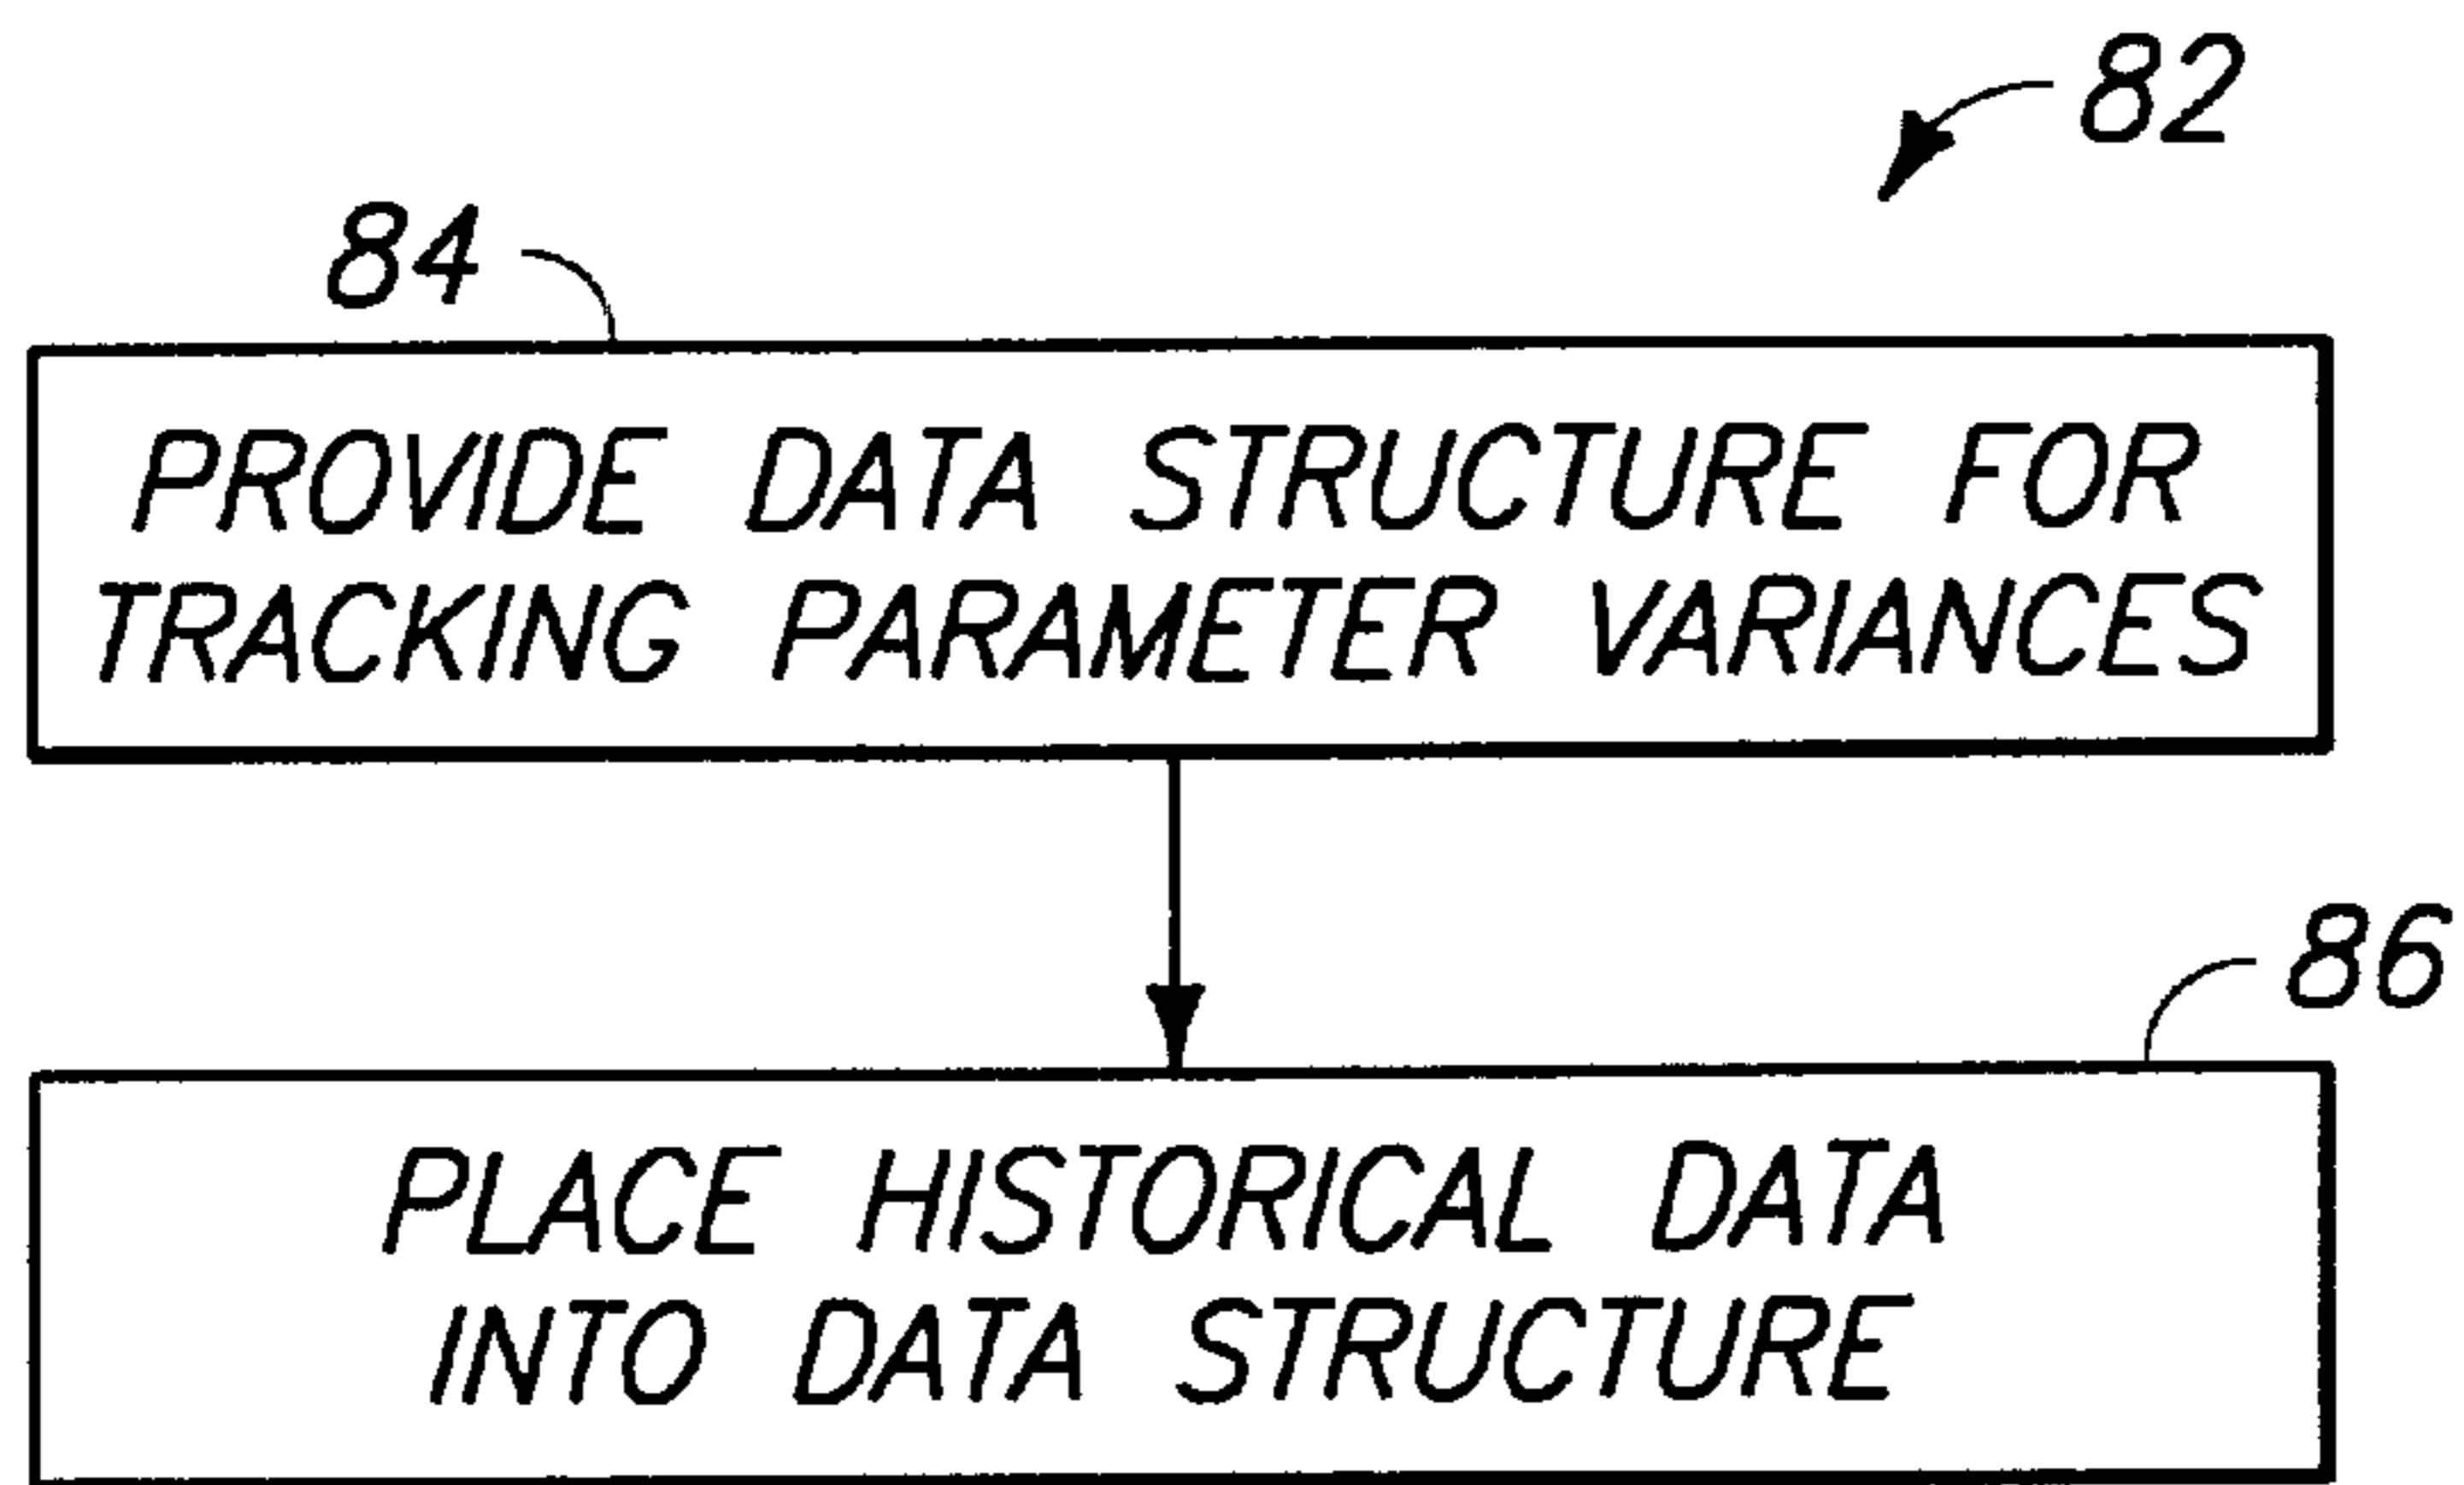 82
84
PROVIDE DATA STRUCTURE FOR
TRACKING PARAMETER VARIANCES
86
PLACE HISTORICAL DATA
INTO DATA STRUCTURE